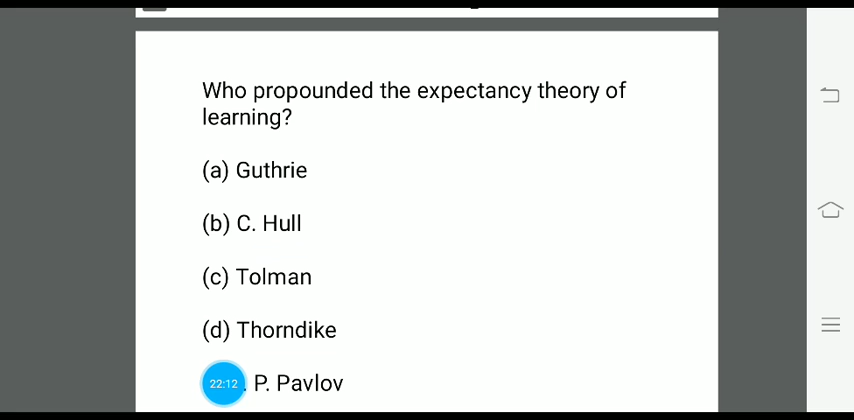 Who propounded the expectancy theory of
learning?
(a) Guthrie
(b) C. Hull
(c) Tolman
(d) Thorndike
22:12 . P. Pavlov